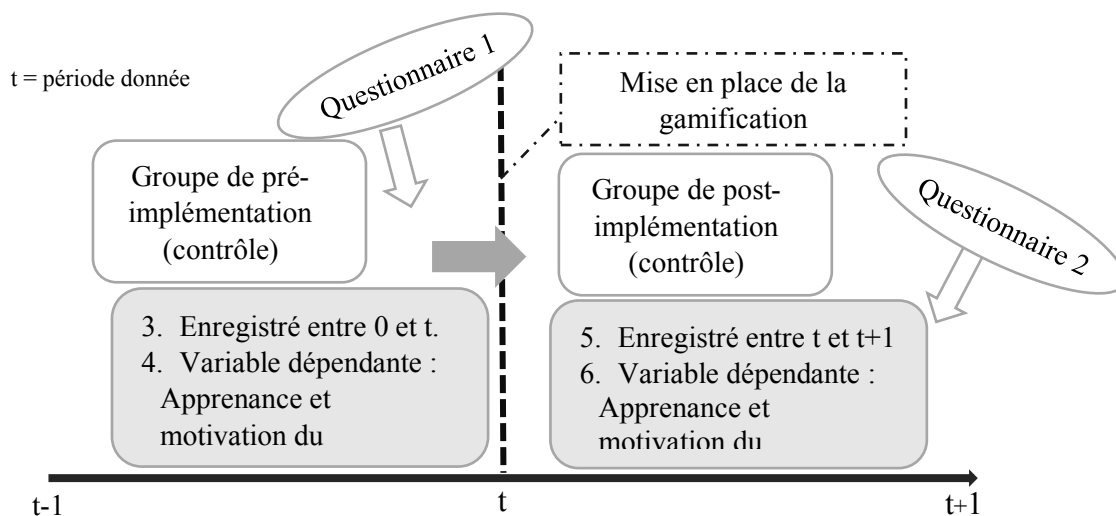 t = période donnée
Questionnaire 1
Mise en place de la
gamification
Groupe de pré-
implémentation
(contrôle)
Groupe de post-
implémentation
(contrôle)
Questionnaire 2
3. Enregistré entre 0 et t.
4. Variable dépendante :
Apprenance et
motivation du
5. Enregistré entre t et t+1
6. Variable dépendante :
Apprenance et
motivation du
t-1
t
t+1